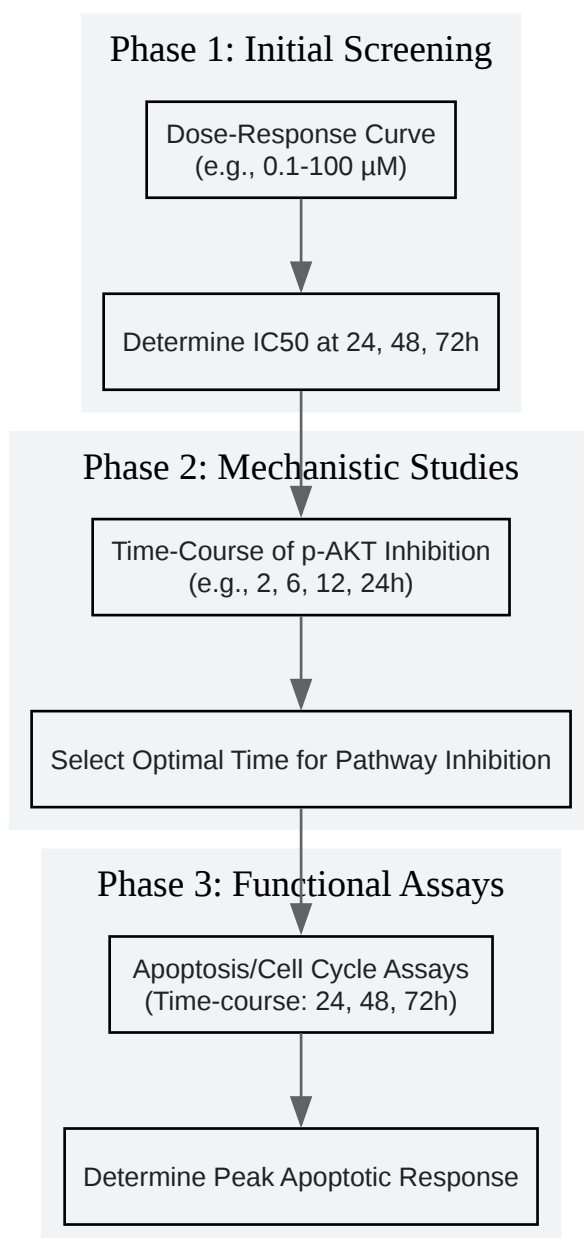 Phase 1: Initial Screening
Dose-Response Curve
(e.g., 0.1-100 µM)
Determine IC50 at 24, 48, 72h
Phase 2: Mechanistic Studies
Time-Course of p-AKT Inhibition
(e.g., 2, 6, 12, 24h)
Select Optimal Time for Pathway Inhibition
Phase 3: Functional Assays
Apoptosis/Cell Cycle Assays
(Time-course: 24, 48, 72h)
Determine Peak Apoptotic Response